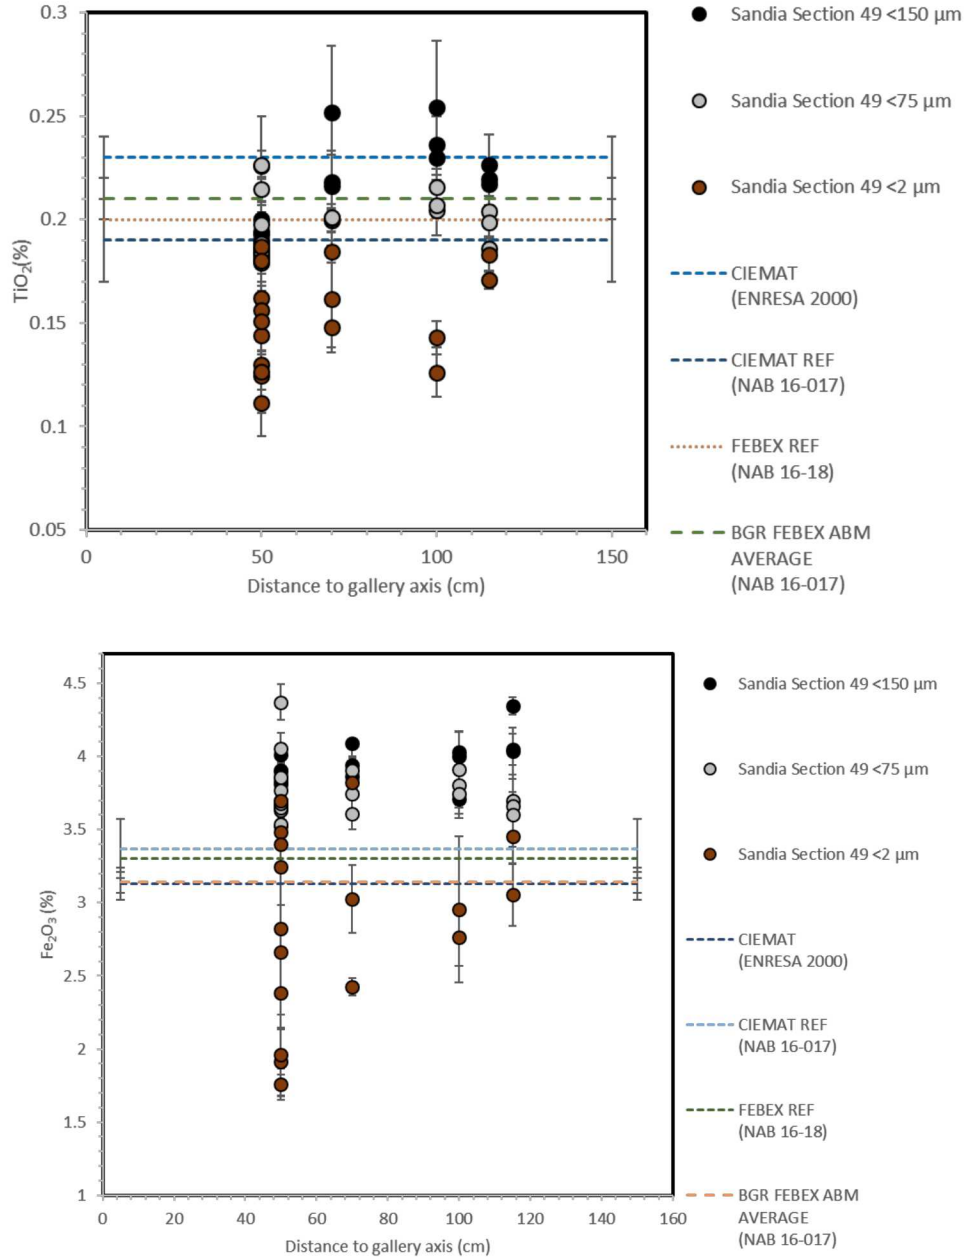 0.3
0.25
0.2
0.15
0.1
0.05
TiO2(%)
0
50
100
150
Distance to gallery axis (cm)
Sandia Section 49 <150 µm
Sandia Section 49 <75 µm
Sandia Section 49 <2 µm
CIEMAT
(ENRESA 2000)
CIEMAT REF
(NAB 16-017)
FEBEX REF
(NAB 16-18)
BGR FEBEX ABM
AVERAGE
(NAB 16-017)
4.5
4
3.5
3
2.5
2
1.5
1
Fe2O3 (%)
0
20
40
60
80
100
120
140
160
Distance to gallery axis (cm)
Sandia Section 49 <150 µm
Sandia Section 49 <75 µm
Sandia Section 49 <2 µm
CIEMAT
(ENRESA 2000)
CIEMAT REF
(NAB 16-017)
FEBEX REF
(NAB 16-18)
BGR FEBEX ABM
AVERAGE
(NAB 16-017)